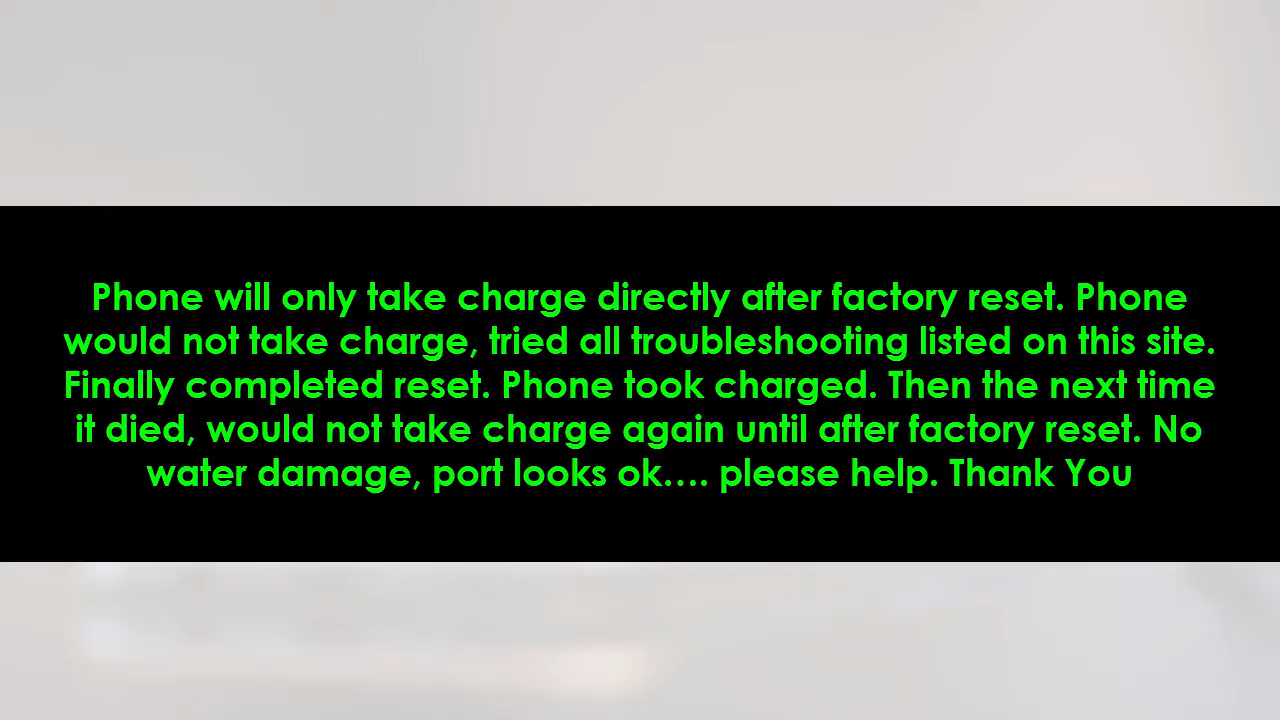 Phone will only take charge directly after factory reset. Phone
would not take charge, tried all troubleshooting listed on this site.
Finally completed reset. Phone took charged. Then the next time
it died, would not take charge again until after factory reset. No
water damage, port looks ok…. please help. Thank You